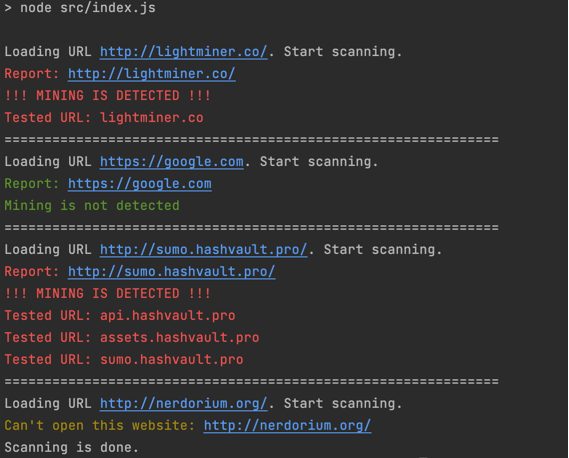 > node src/index.js
Loading URL http://lightminer.co/. Start scanning.
Report: http://lightminer.co/
!!! MINING IS DETECTED !!!
Tested URL: lightminer.co
==============================================================
Loading URL https://google.com. Start scanning.
Report: https://google.com
Mining is not detected
==============================================================
Loading URL http://sumo.hashvault.pro/. Start scanning.
Report: http://sumo.hashvault.pro/
!!! MINING IS DETECTED !!!
Tested URL: api.hashvault.pro
Tested URL: assets.hashvault.pro
Tested URL: sumo.hashvault.pro
==============================================================
Loading URL http://nerdorium.org/. Start scanning.
Can't open this website: http://nerdorium.org/
Scanning is done.